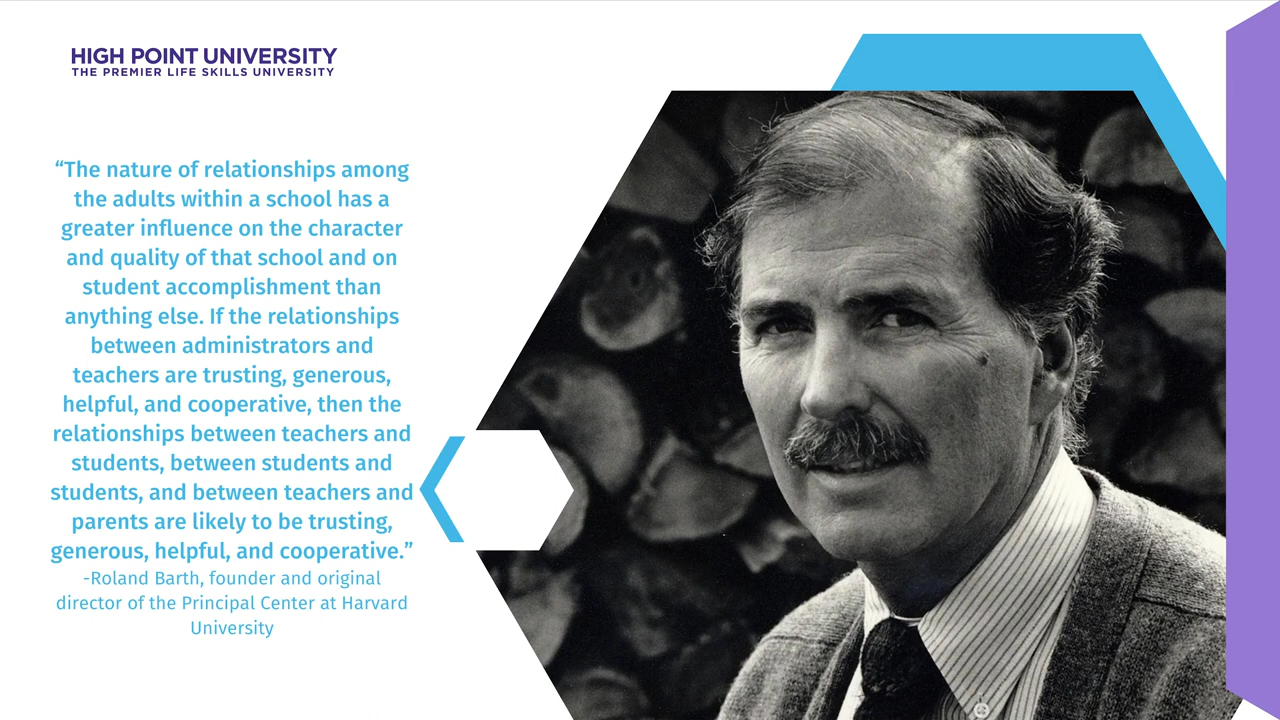 HIGH POINT UNIVERSITY
THE PREMIER LIFE SKILLS UNIVERSITY
“The nature of relationships among
the adults within a school has a
greater influence on the character
and quality of that school and on
student accomplishment than
anything else. If the relationships
between administrators and
teachers are trusting, generous,
helpful, and cooperative, then the
relationships between teachers and
students, between students and
students, and between teachers and
parents are likely to be trusting,
generous, helpful, and cooperative.”
-Roland Barth, founder and original
director of the Principal Center at Harvard
University